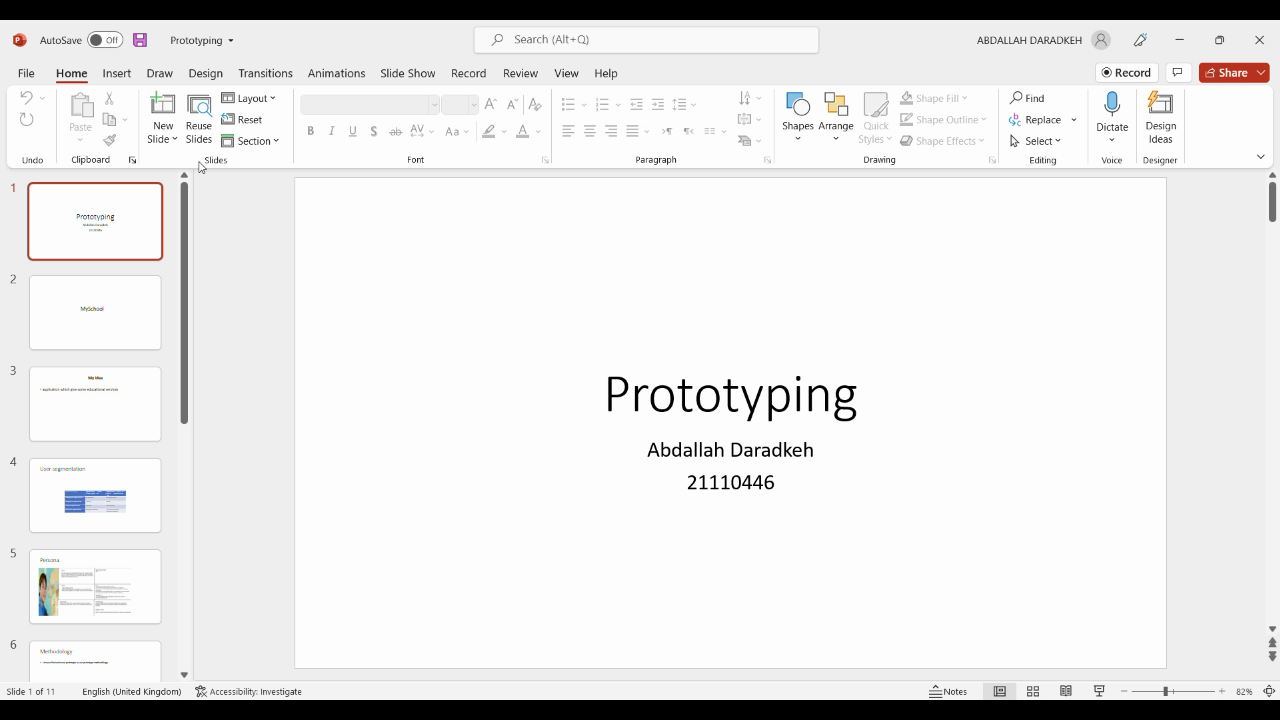 AutoSave Off Prototyping Search (Alt+Q) ABDALLAH DARADKEH
File Home Insert Draw Design Transitions Animations Slide Show Record Review View Help Record Share
Paste New Slide Reuse Slides Layout Reset Section
Shapes Arrange Quick Styles Shape Fill Shape Outline Shape Effects
Find Replace Select Dictate Design Ideas
Undo Clipboard Slides Font Paragraph Drawing Editing Voice Designer
1
Prototyping
2
MySchool
3
My Idea
4
User segmentation
5
Persona
6
Methodology
Prototyping
Abdallah Daradkeh
21110446
Slide 1 of 11 English (United Kingdom) Accessibility: Investigate Notes 82%